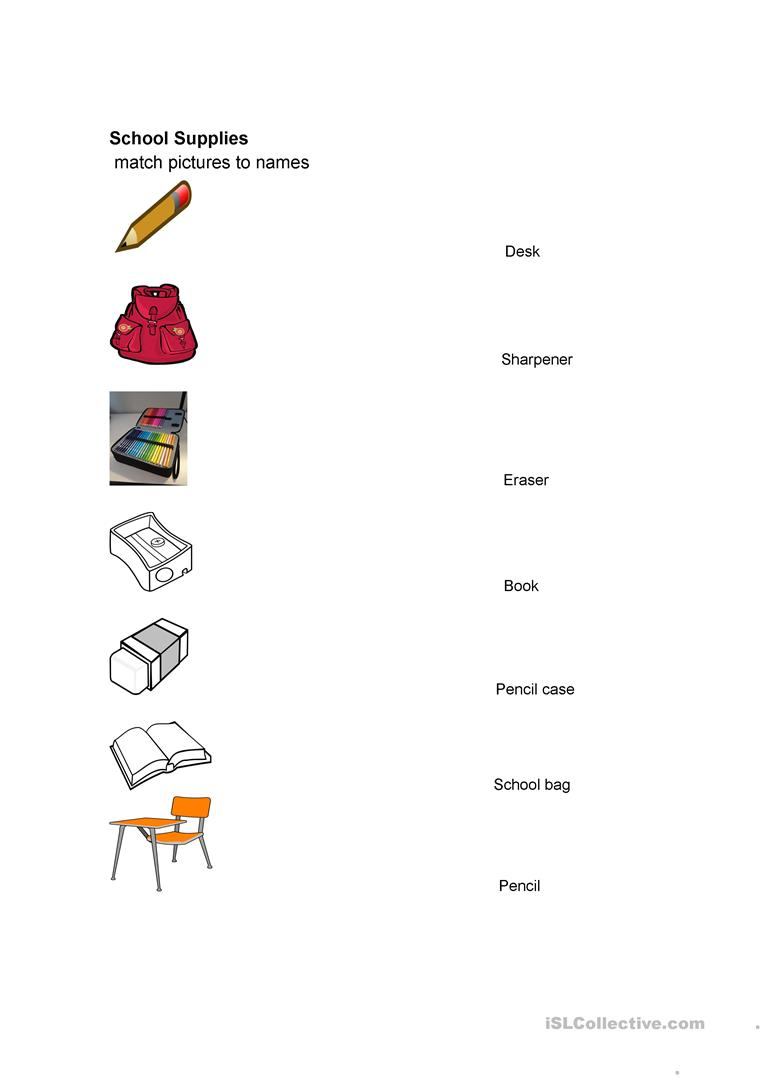 School Supplies
match pictures to names
Desk
Sharpener
Eraser
Book
Pencil case
School bag
Pencil
iSLCollective.com